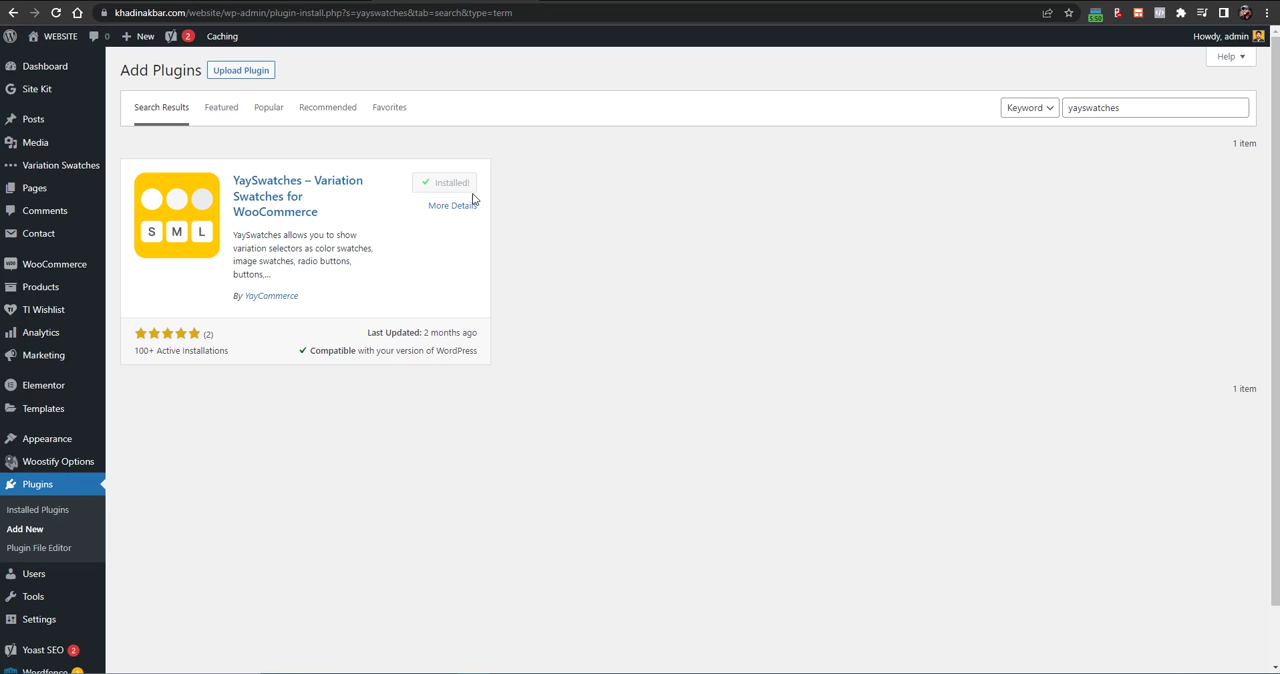 khadinakbar.com/website/wp-admin/plugin-install.php?s=yayswatches&tab=search&type=term
5:50
WEBSITE 0 New 2 Caching
Howdy, admin
Dashboard
Site Kit
Posts
Media
Variation Swatches
Pages
Comments
Contact
WooCommerce
Products
TI Wishlist
Analytics
Marketing
Elementor
Templates
Appearance
Woostify Options
Plugins
Installed Plugins
Add New
Plugin File Editor
Users
Tools
Settings
Yoast SEO 2
Wordfence
Add Plugins Upload Plugin
Help
Search Results Featured Popular Recommended Favorites
Keyword yayswatches
1 item
S M L
YaySwatches – Variation
Swatches for
WooCommerce
Installed!
More Details
YaySwatches allows you to show
variation selectors as color swatches,
image swatches, radio buttons,
buttons,...
By YayCommerce
(2) Last Updated: 2 months ago
100+ Active Installations Compatible with your version of WordPress
1 item